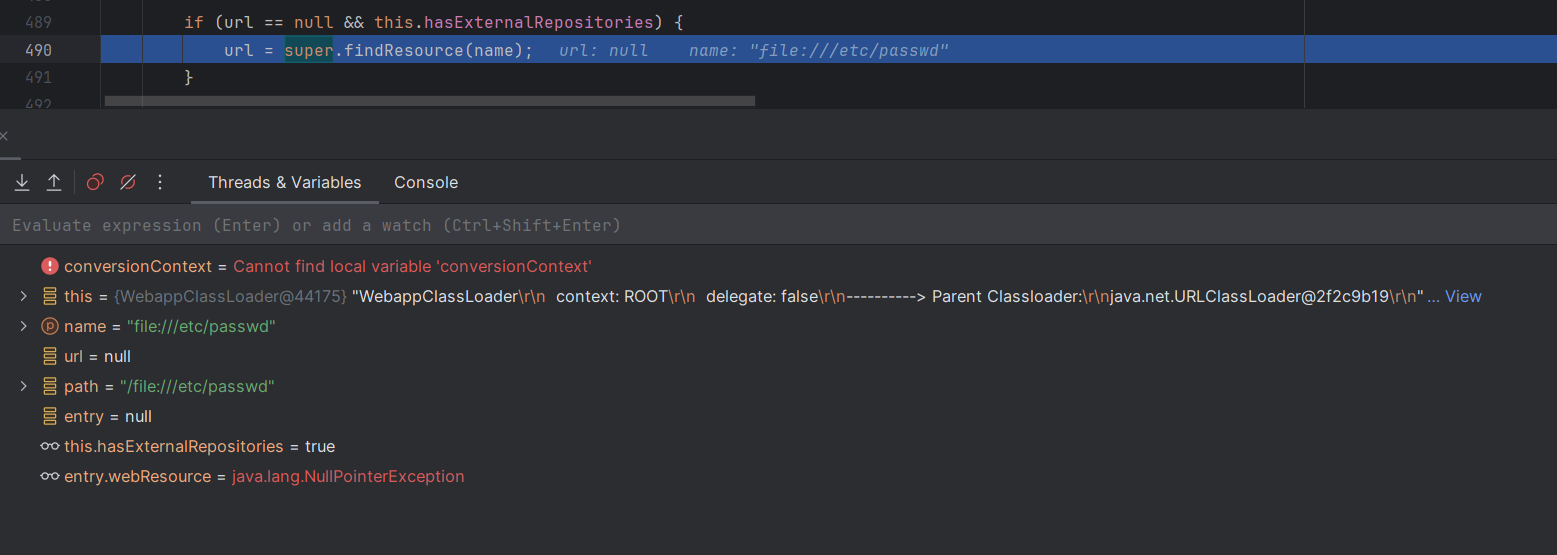 489 if (url == null && this.hasExternalRepositories) {
490 url = super.findResource(name); url: null name: "file:///etc/passwd"
491 }
492
Threads & Variables Console
Evaluate expression (Enter) or add a watch (Ctrl+Shift+Enter)
conversionContext = Cannot find local variable 'conversionContext'
this = {WebappClassLoader@44175} "WebappClassLoader\r\n context: ROOT\r\n delegate: false\r\n----------> Parent Classloader:\r\njava.net.URLClassLoader@2f2c9b19\r\n" ... View
name = "file:///etc/passwd"
url = null
path = "/file:///etc/passwd"
entry = null
this.hasExternalRepositories = true
entry.webResource = java.lang.NullPointerException